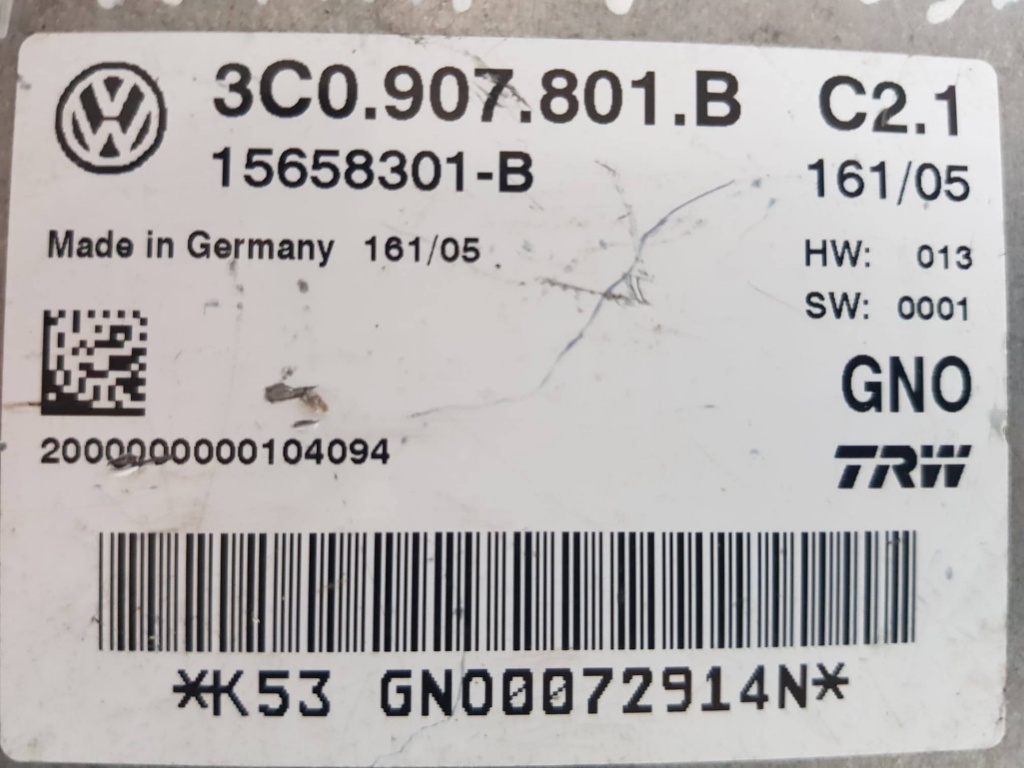 3C0.907.801.B C2.1
15658301-B 161/05
Made in Germany 161/05 HW: 013
SW: 0001
GNO
2000000000104094 TRW
*K53 GNO0072914N*